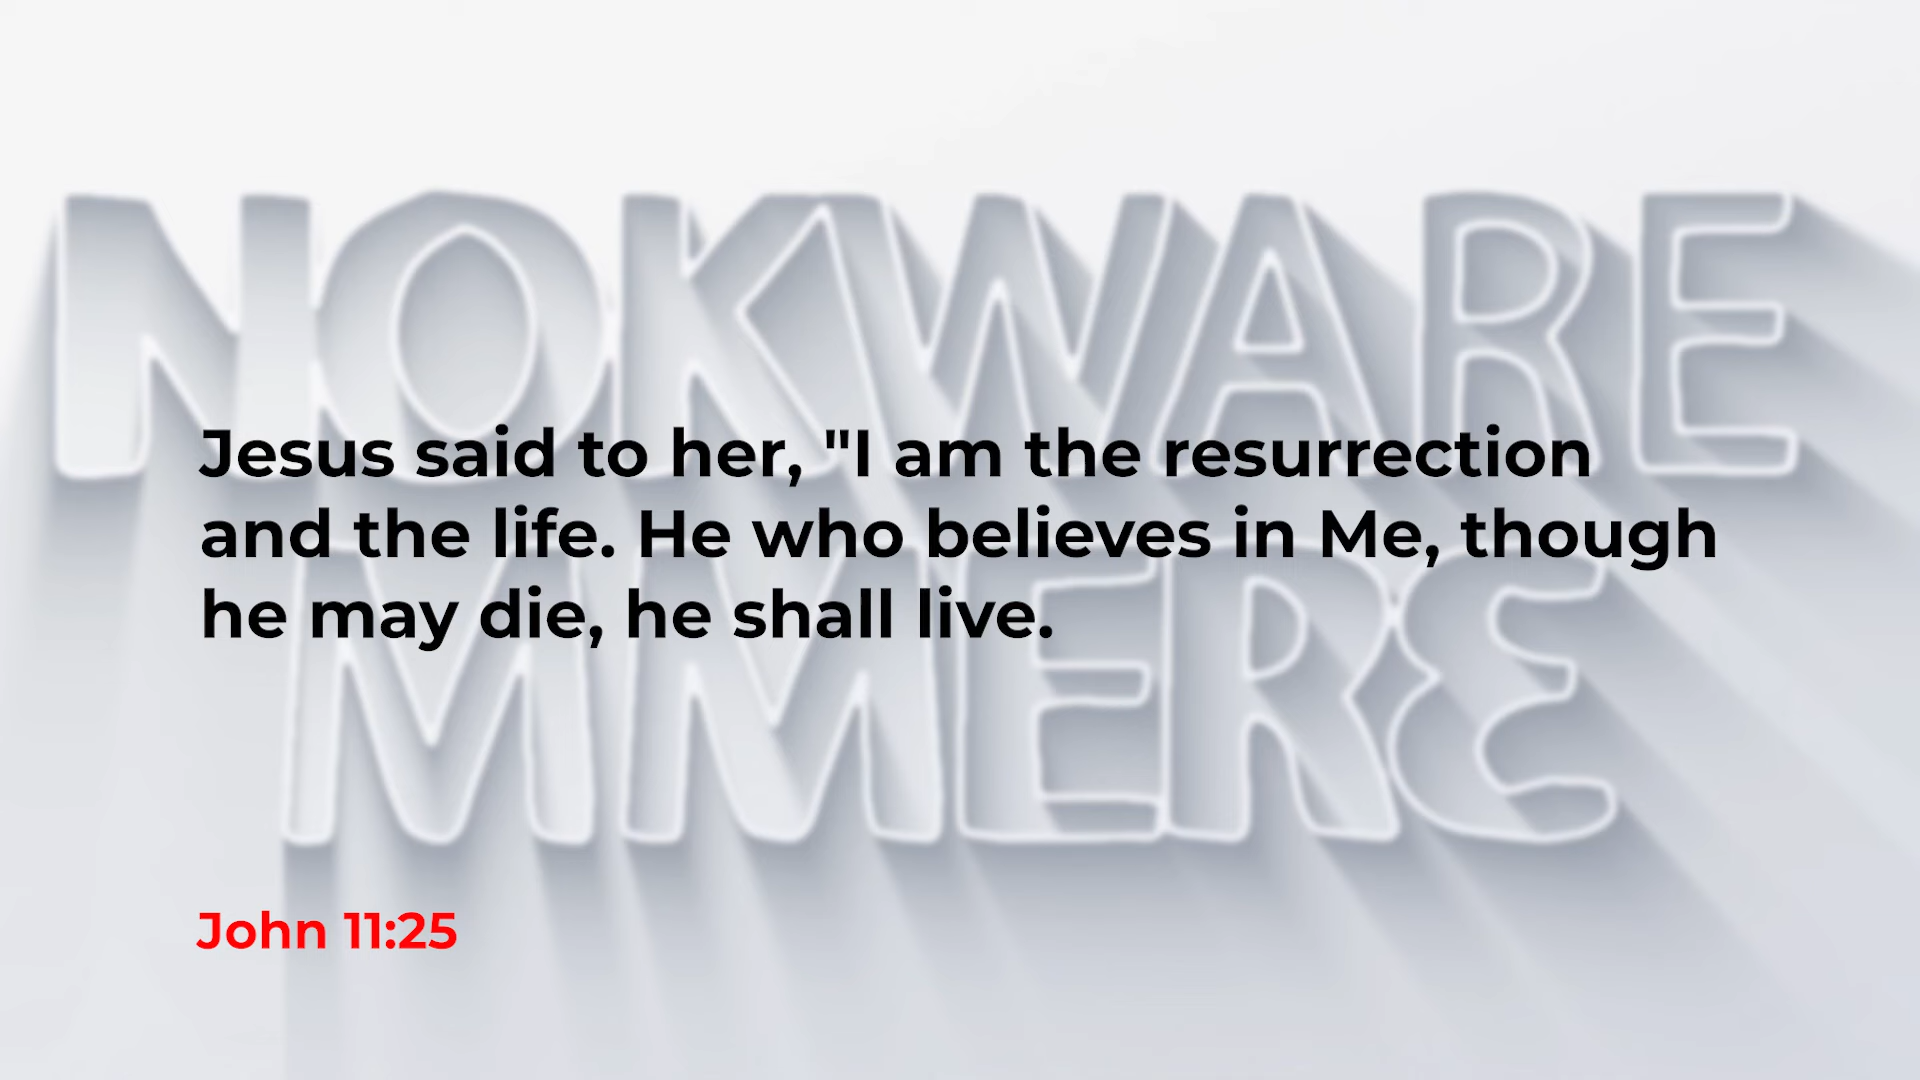 NOKWARE
MMERƐ
Jesus said to her, "I am the resurrection
and the life. He who believes in Me, though
he may die, he shall live.
John 11:25